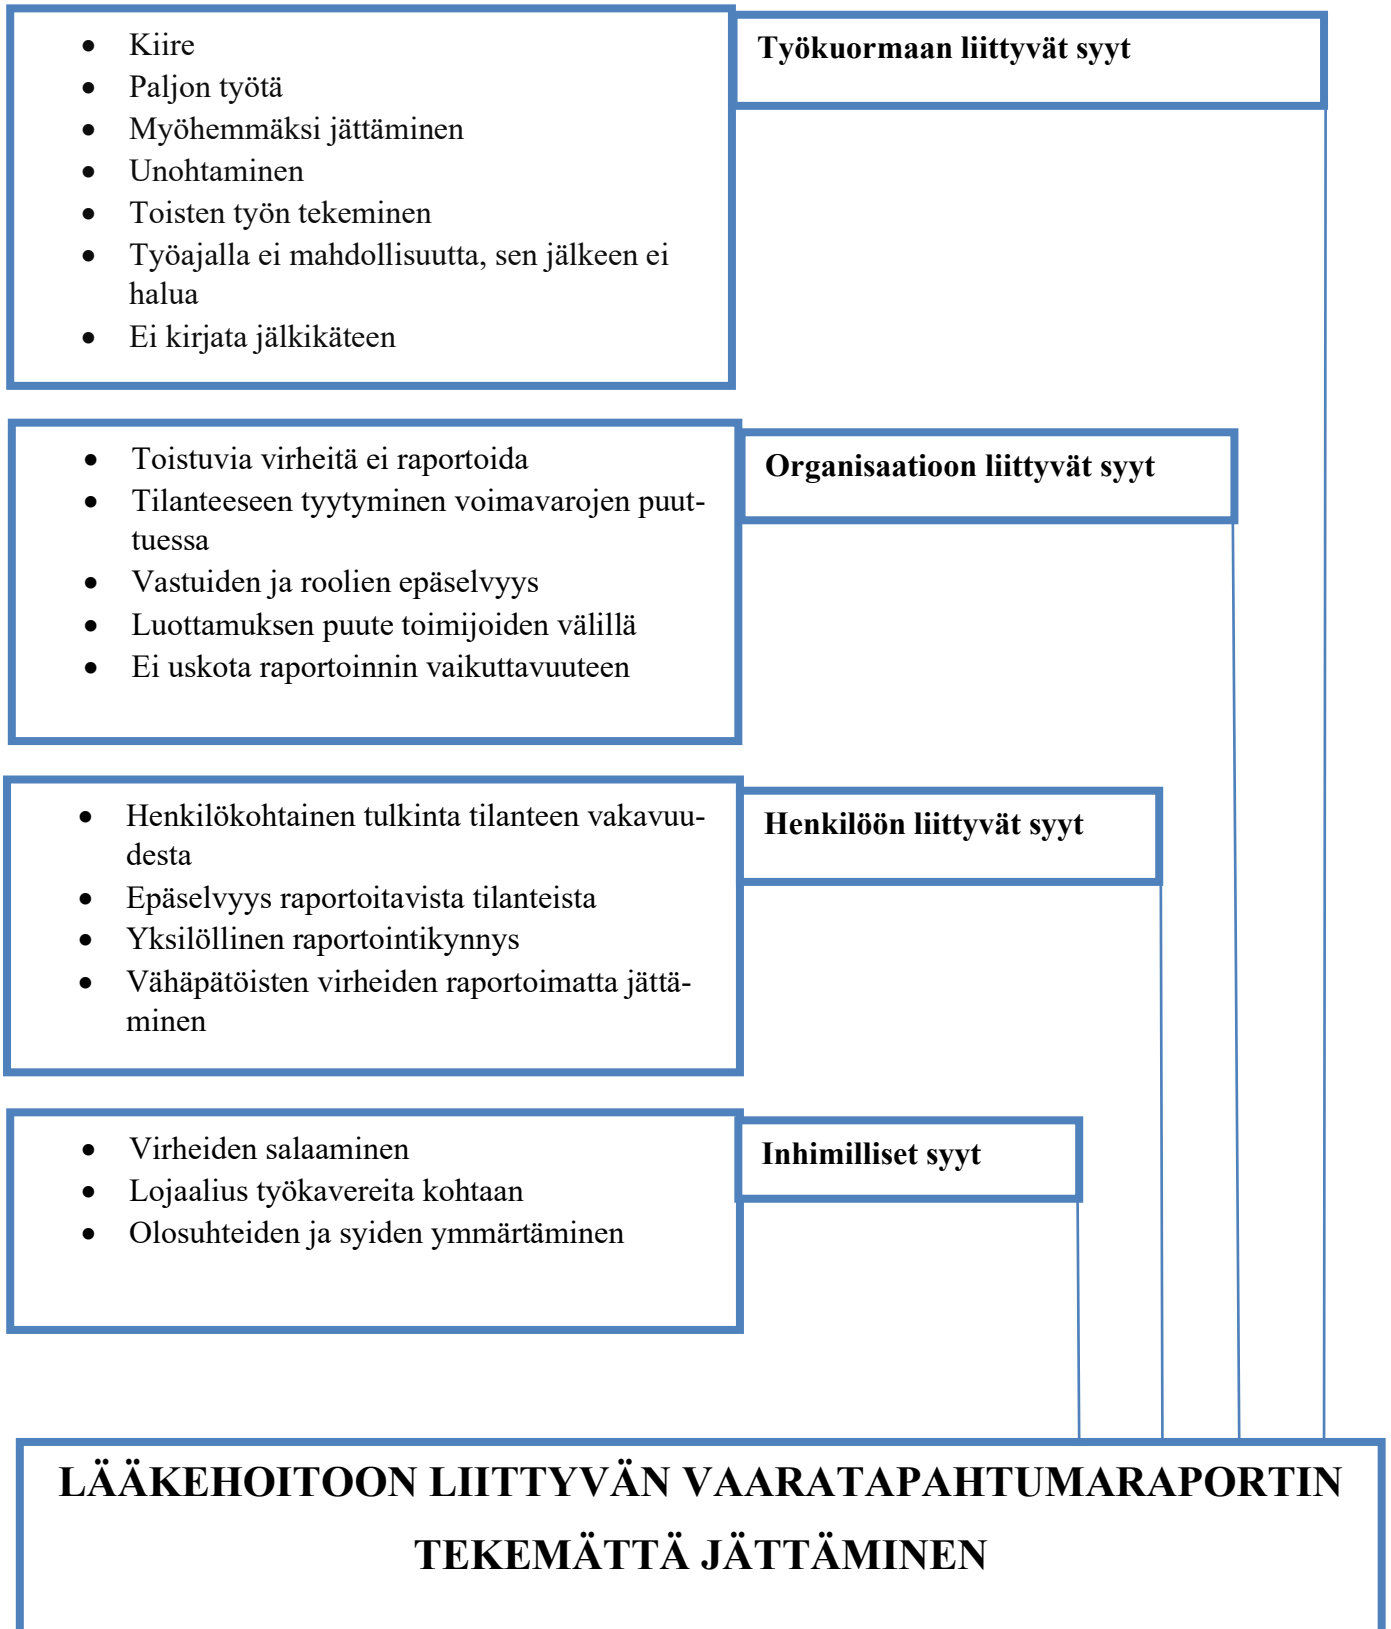 Kiire
Paljon työtä
Myöhemmäksi jättäminen
Unohtaminen
Toisten työn tekeminen
Työajalla ei mahdollisuutta, sen jälkeen ei
halua
Ei kirjata jälkikäteen
Työkuormaan liittyvät syyt
Toistuvia virheitä ei raportoida
Tilanteeseen tyytyminen voimavarojen puut-
tuessa
Vastuiden ja roolien epäselvyys
Luottamuksen puute toimijoiden välillä
Ei uskota raportoinnin vaikuttavuuteen
Organisaatioon liittyvät syyt
Henkilökohtainen tulkinta tilanteen vakavuu-
desta
Epäselvyys raportoitavista tilanteista
Yksilöllinen raportointikynnys
Vähäpätöisten virheiden raportoimatta jättä-
minen
Henkilöön liittyvät syyt
Virheiden salaaminen
Lojaalius työkavereita kohtaan
Olosuhteiden ja syiden ymmärtäminen
Inhimilliset syyt
LÄÄKEHOITOON LIITTYVÄN VAARATAPAHTUMARAPORTIN
TEKEMÄTTÄ JÄTTÄMINEN